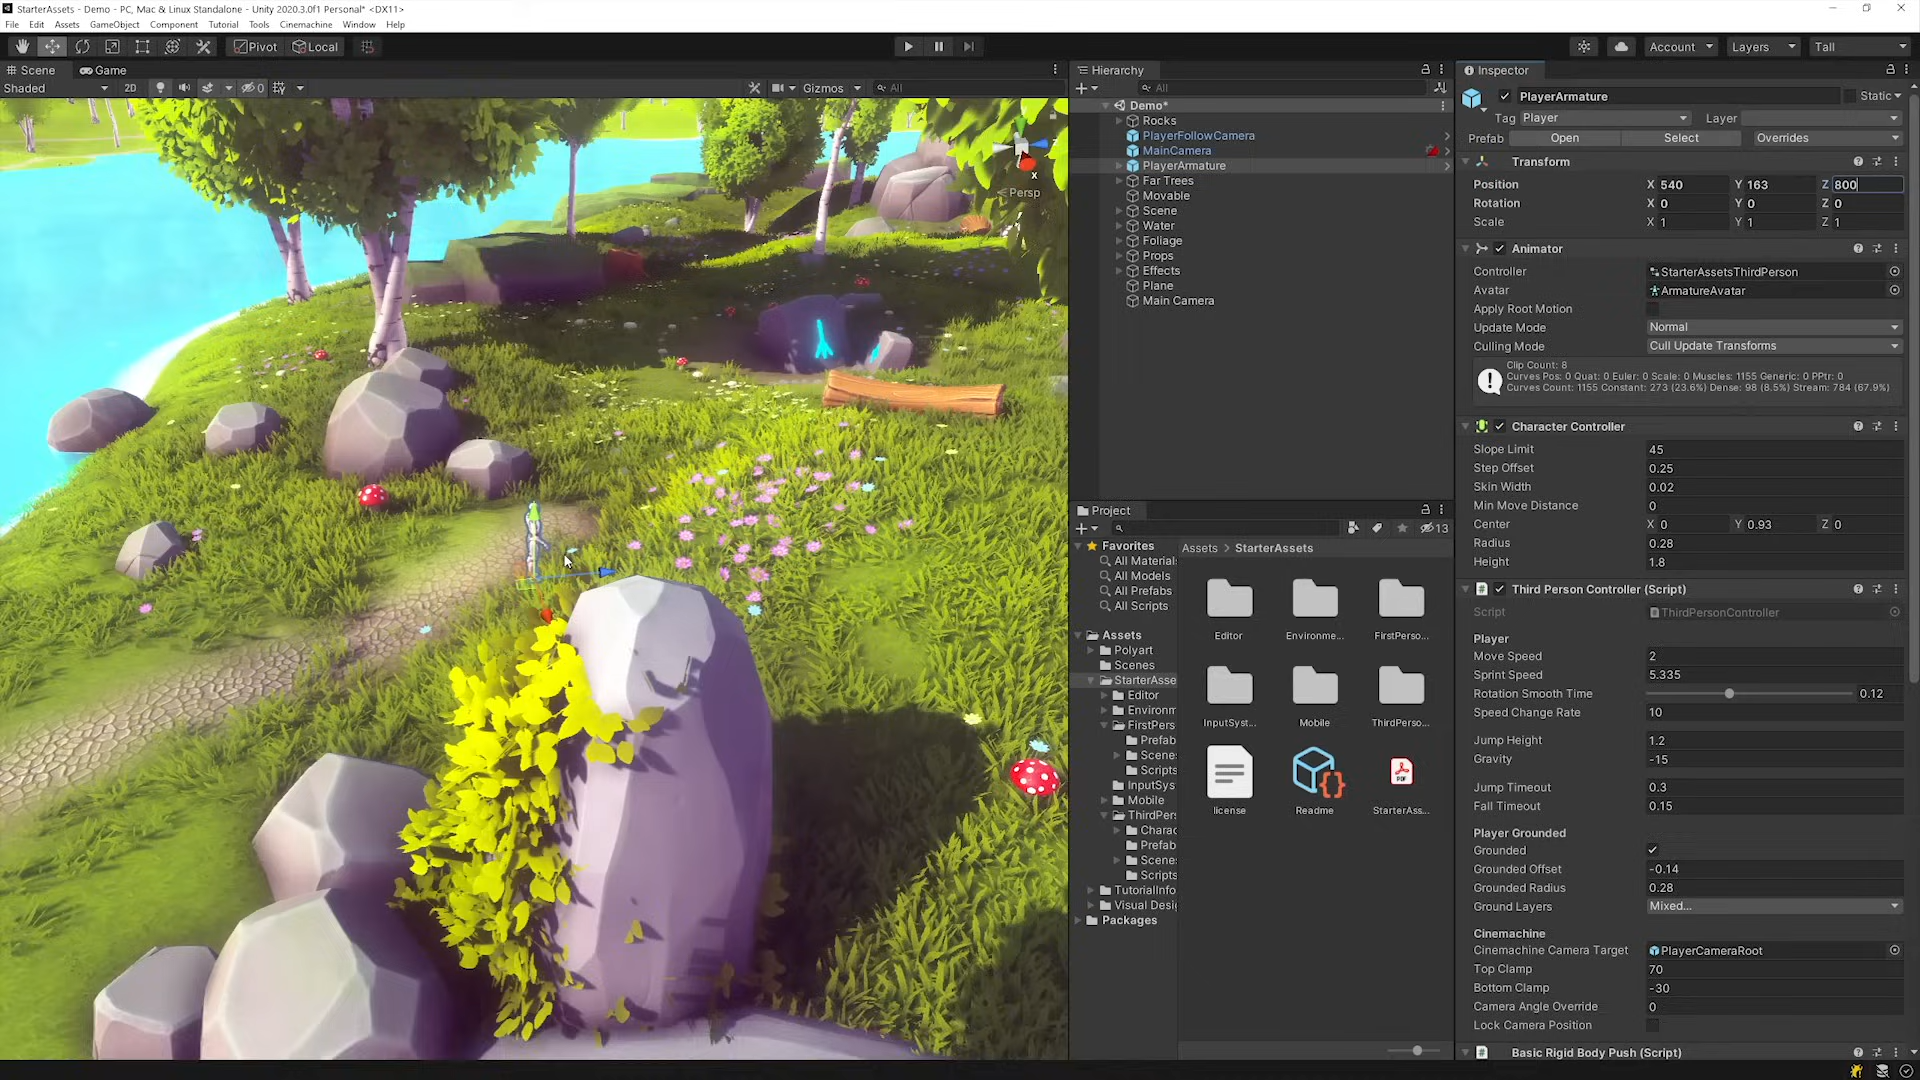 StarterAssets - Demo - PC, Mac & Linux Standalone - Unity 2020.3.0f1 Personal* <DX11>
File Edit Assets GameObject Component Tutorial Tools Cinemachine Window Help
Pivot Local Account Layers Tall
Scene Game
Shaded 2D 0 Gizmos All
Persp
x
Hierarchy
All
Demo*
Rocks
PlayerFollowCamera
MainCamera
PlayerArmature
Far Trees
Movable
Scene
Water
Foliage
Props
Effects
Plane
Main Camera
Project
13
Favorites
All Material
All Models
All Prefabs
All Scripts
Assets
Polyart
Scenes
StarterAsse
Editor
Environm
FirstPers
Prefab
Scene
Scripts
InputSys
Mobile
ThirdPers
Charac
Prefab
Scene
Scripts
TutorialInfo
Visual Desi
Packages
Assets > StarterAssets
Editor Environme... FirstPerso...
InputSyst... Mobile ThirdPerso...
license Readme StarterAss...
PDF
Inspector
PlayerArmature Static
Tag Player Layer
Prefab Open Select Overrides
Transform
Position X 540 Y 163 Z 800
Rotation X 0 Y 0 Z 0
Scale X 1 Y 1 Z 1
Animator
Controller StarterAssetsThirdPerson
Avatar ArmatureAvatar
Apply Root Motion
Update Mode Normal
Culling Mode Cull Update Transforms
Clip Count: 8
Curves Pos: 0 Quat: 0 Euler: 0 Scale: 0 Muscles: 1155 Generic: 0 PPtr: 0
Curves Count: 1155 Constant: 273 (23.6%) Dense: 98 (8.5%) Stream: 784 (67.9%)
Character Controller
Slope Limit 45
Step Offset 0.25
Skin Width 0.02
Min Move Distance 0
Center X 0 Y 0.93 Z 0
Radius 0.28
Height 1.8
Third Person Controller (Script)
Script ThirdPersonController
Player
Move Speed 2
Sprint Speed 5.335
Rotation Smooth Time 0.12
Speed Change Rate 10
Jump Height 1.2
Gravity -15
Jump Timeout 0.3
Fall Timeout 0.15
Player Grounded
Grounded
Grounded Offset -0.14
Grounded Radius 0.28
Ground Layers Mixed...
Cinemachine
Cinemachine Camera Target PlayerCameraRoot
Top Clamp 70
Bottom Clamp -30
Camera Angle Override 0
Lock Camera Position
Basic Rigid Body Push (Script)